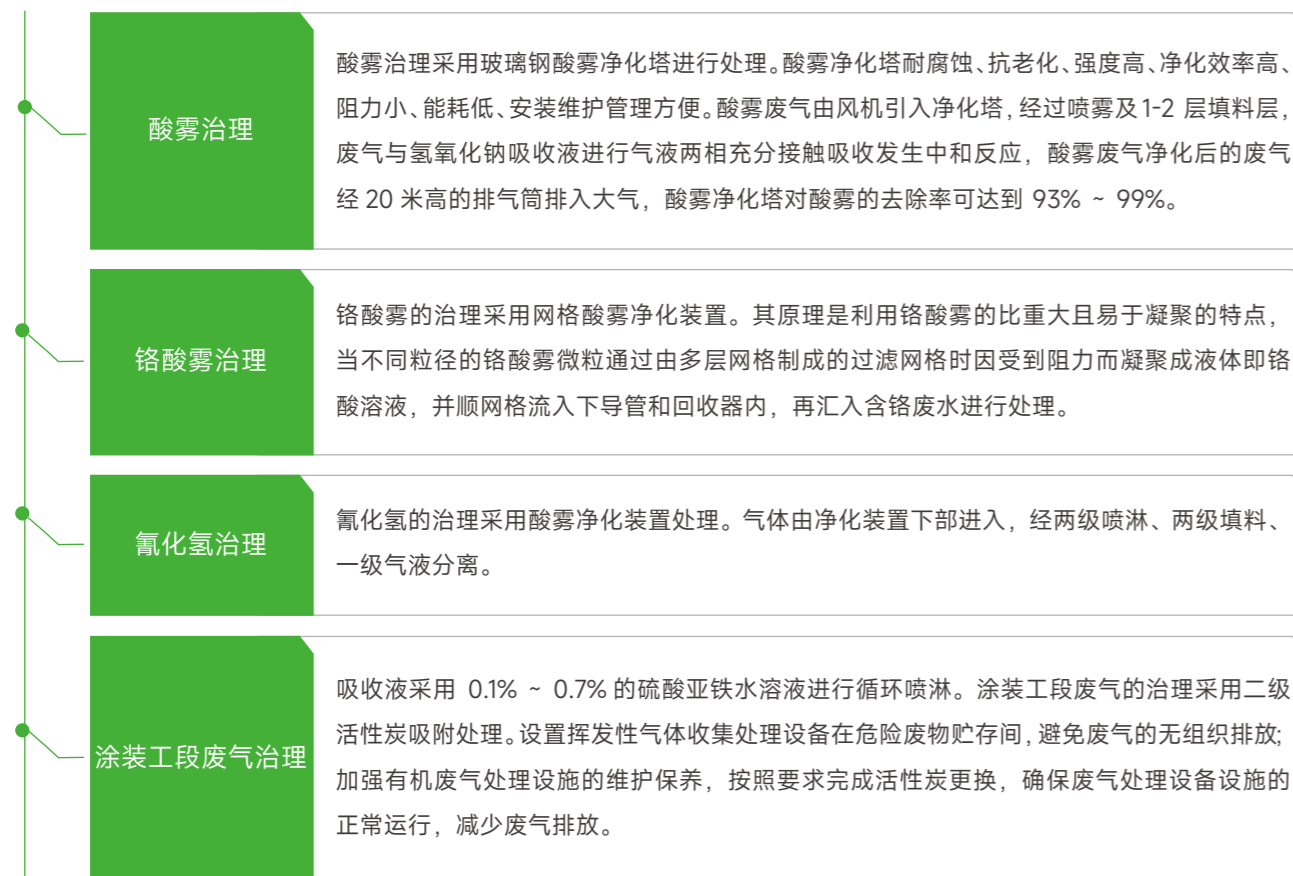 酸雾治理
酸雾治理采用玻璃钢酸雾净化塔进行处理。酸雾净化塔耐腐蚀、抗老化、强度高、净化效率高、
阻力小、能耗低、安装维护管理方便。酸雾废气由风机引入净化塔，经过喷雾及1-2 层填料层，
废气与氢氧化钠吸收液进行气液两相充分接触吸收发生中和反应，酸雾废气净化后的废气
经 20 米高的排气筒排入大气，酸雾净化塔对酸雾的去除率可达到 93% ~ 99%。
铬酸雾治理
铬酸雾的治理采用网格酸雾净化装置。其原理是利用铬酸雾的比重大且易于凝聚的特点，
当不同粒径的铬酸雾微粒通过由多层网格制成的过滤网格时因受到阻力而凝聚成液体即铬
酸溶液，并顺网格流入下导管和回收器内，再汇入含铬废水进行处理。
氰化氢治理
氰化氢的治理采用酸雾净化装置处理。气体由净化装置下部进入，经两级喷淋、两级填料、
一级气液分离。
涂装工段废气治理
吸收液采用 0.1% ~ 0.7% 的硫酸亚铁水溶液进行循环喷淋。涂装工段废气的治理采用二级
活性炭吸附处理。设置挥发性气体收集处理设备在危险废物贮存间，避免废气的无组织排放;
加强有机废气处理设施的维护保养，按照要求完成活性炭更换，确保废气处理设备设施的
正常运行，减少废气排放。